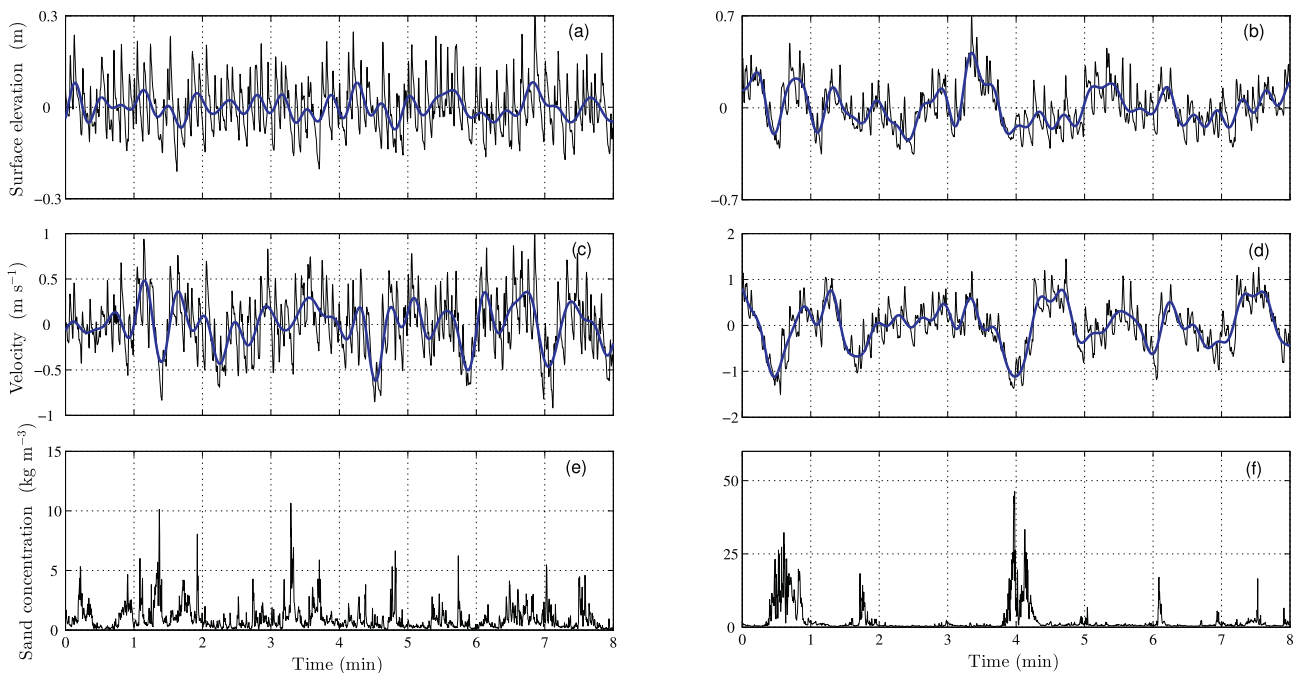 0.3
0
−0.3
Surface elevation (m)
(a)
0.7
0
−0.7
(b)
1
0.5
0
−0.5
−1
Velocity (m s−1)
(c)
2
1
0
−1
−2
(d)
15
10
5
0
Sand concentration (kg m−3)
(e)
0 1 2 3 4 5 6 7 8
Time (min)
50
25
0
(f)
0 1 2 3 4 5 6 7 8
Time (min)